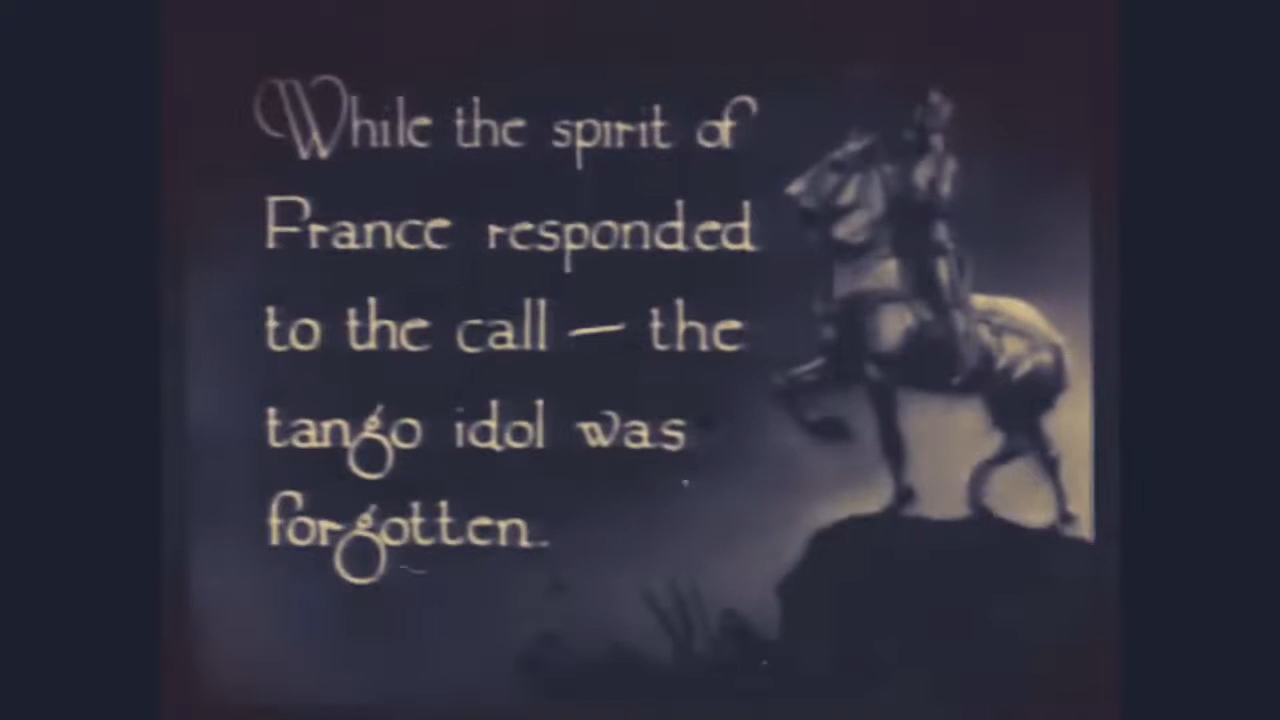 While the spirit of
France responded
to the call — the
tango idol was
forgotten.